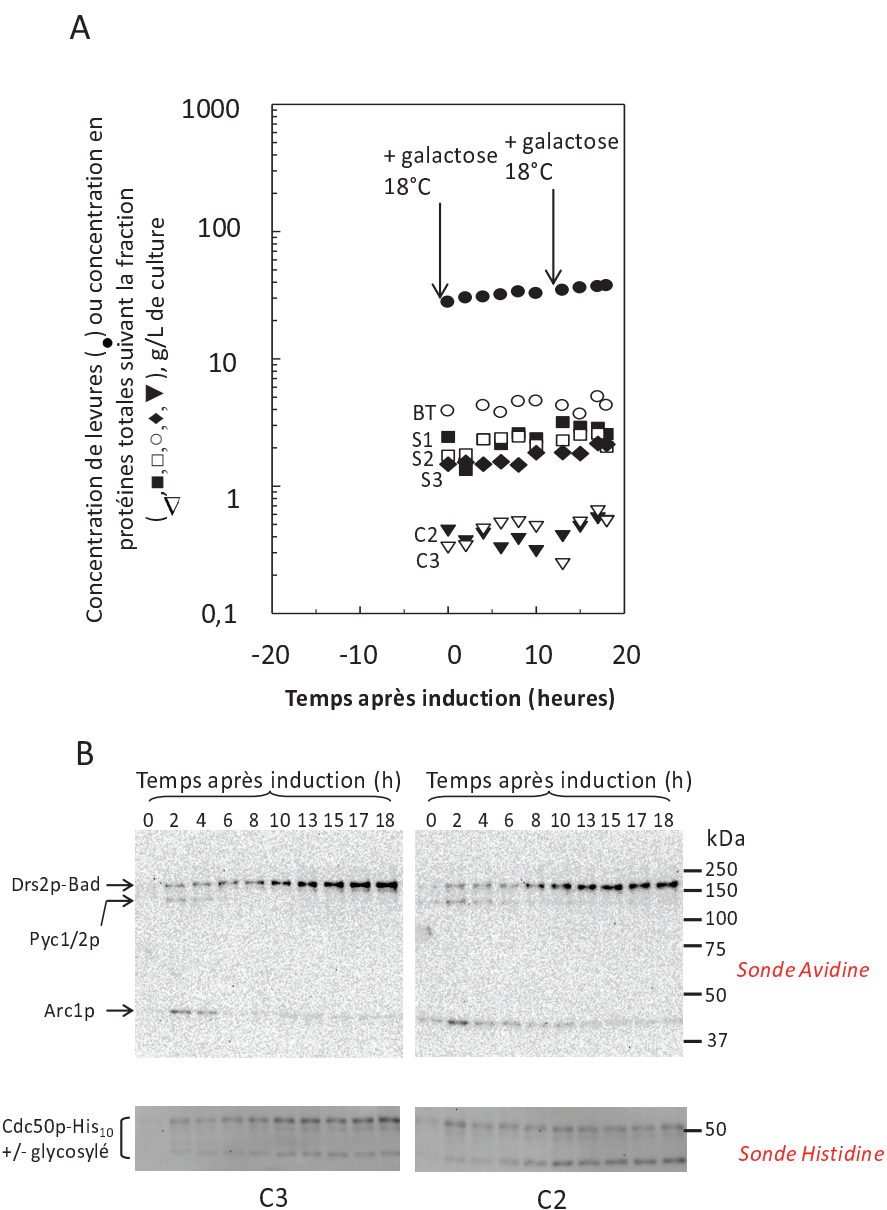 A
Concentration de levures (●) ou concentration en
protéines totales suivant la fraction
(▽,■,□,○,◆,▼), g/L de culture
1000
100
10
1
0,1
+ galactose
18°C
+ galactose
18°C
BT
S1
S2
S3
C2
C3
-20
-10
0
10
20
Temps après induction (heures)
B
Temps après induction (h)
0 2 4 6 8 10 13 15 17 18
Temps après induction (h)
0 2 4 6 8 10 13 15 17 18
kDa
250
150
100
75
50
37
Drs2p-Bad
Pyc1/2p
Arc1p
Sonde Avidine
Cdc50p-His10
+/- glycosylé
50
Sonde Histidine
C3
C2